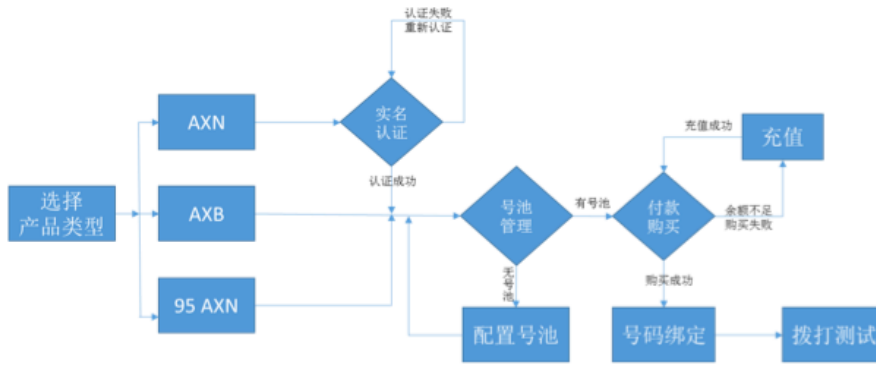 认证失败
重新认证
AXN
实名
认证
充值成功
充值
认证成功
选择
产品类型
AXB
号池
管理
有号池
付款
购买
余额不足
购买失败
无
号
池
购买成功
95 AXN
配置号池
号码绑定
拨打测试